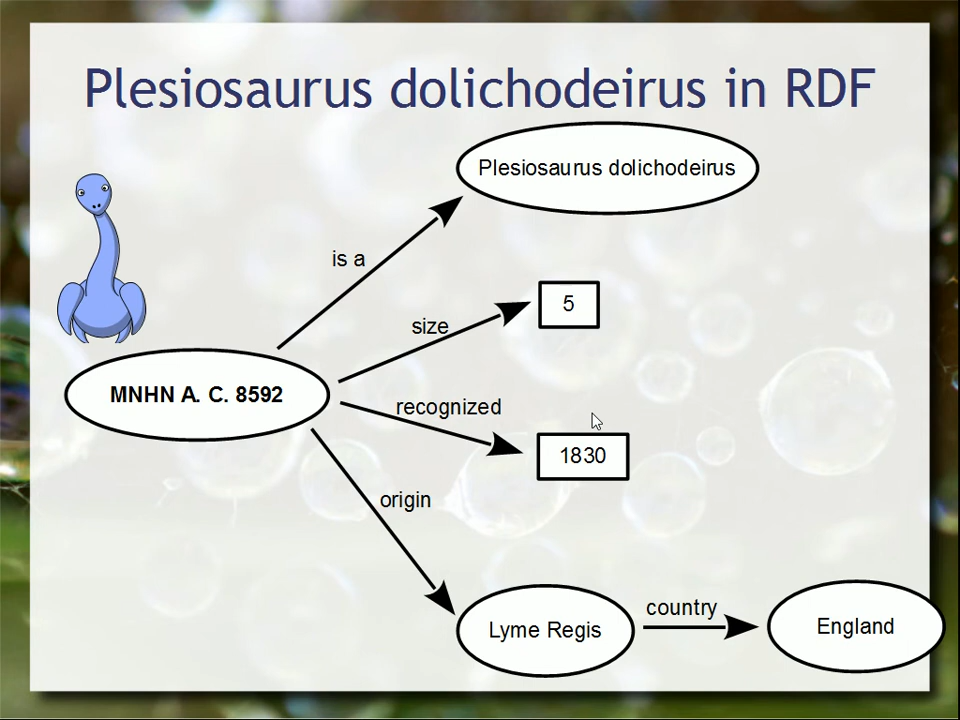 Plesiosaurus dolichodeirus in RDF
Plesiosaurus dolichodeirus
is a
5
size
MNHN A. C. 8592
recognized
1830
origin
country
Lyme Regis
England